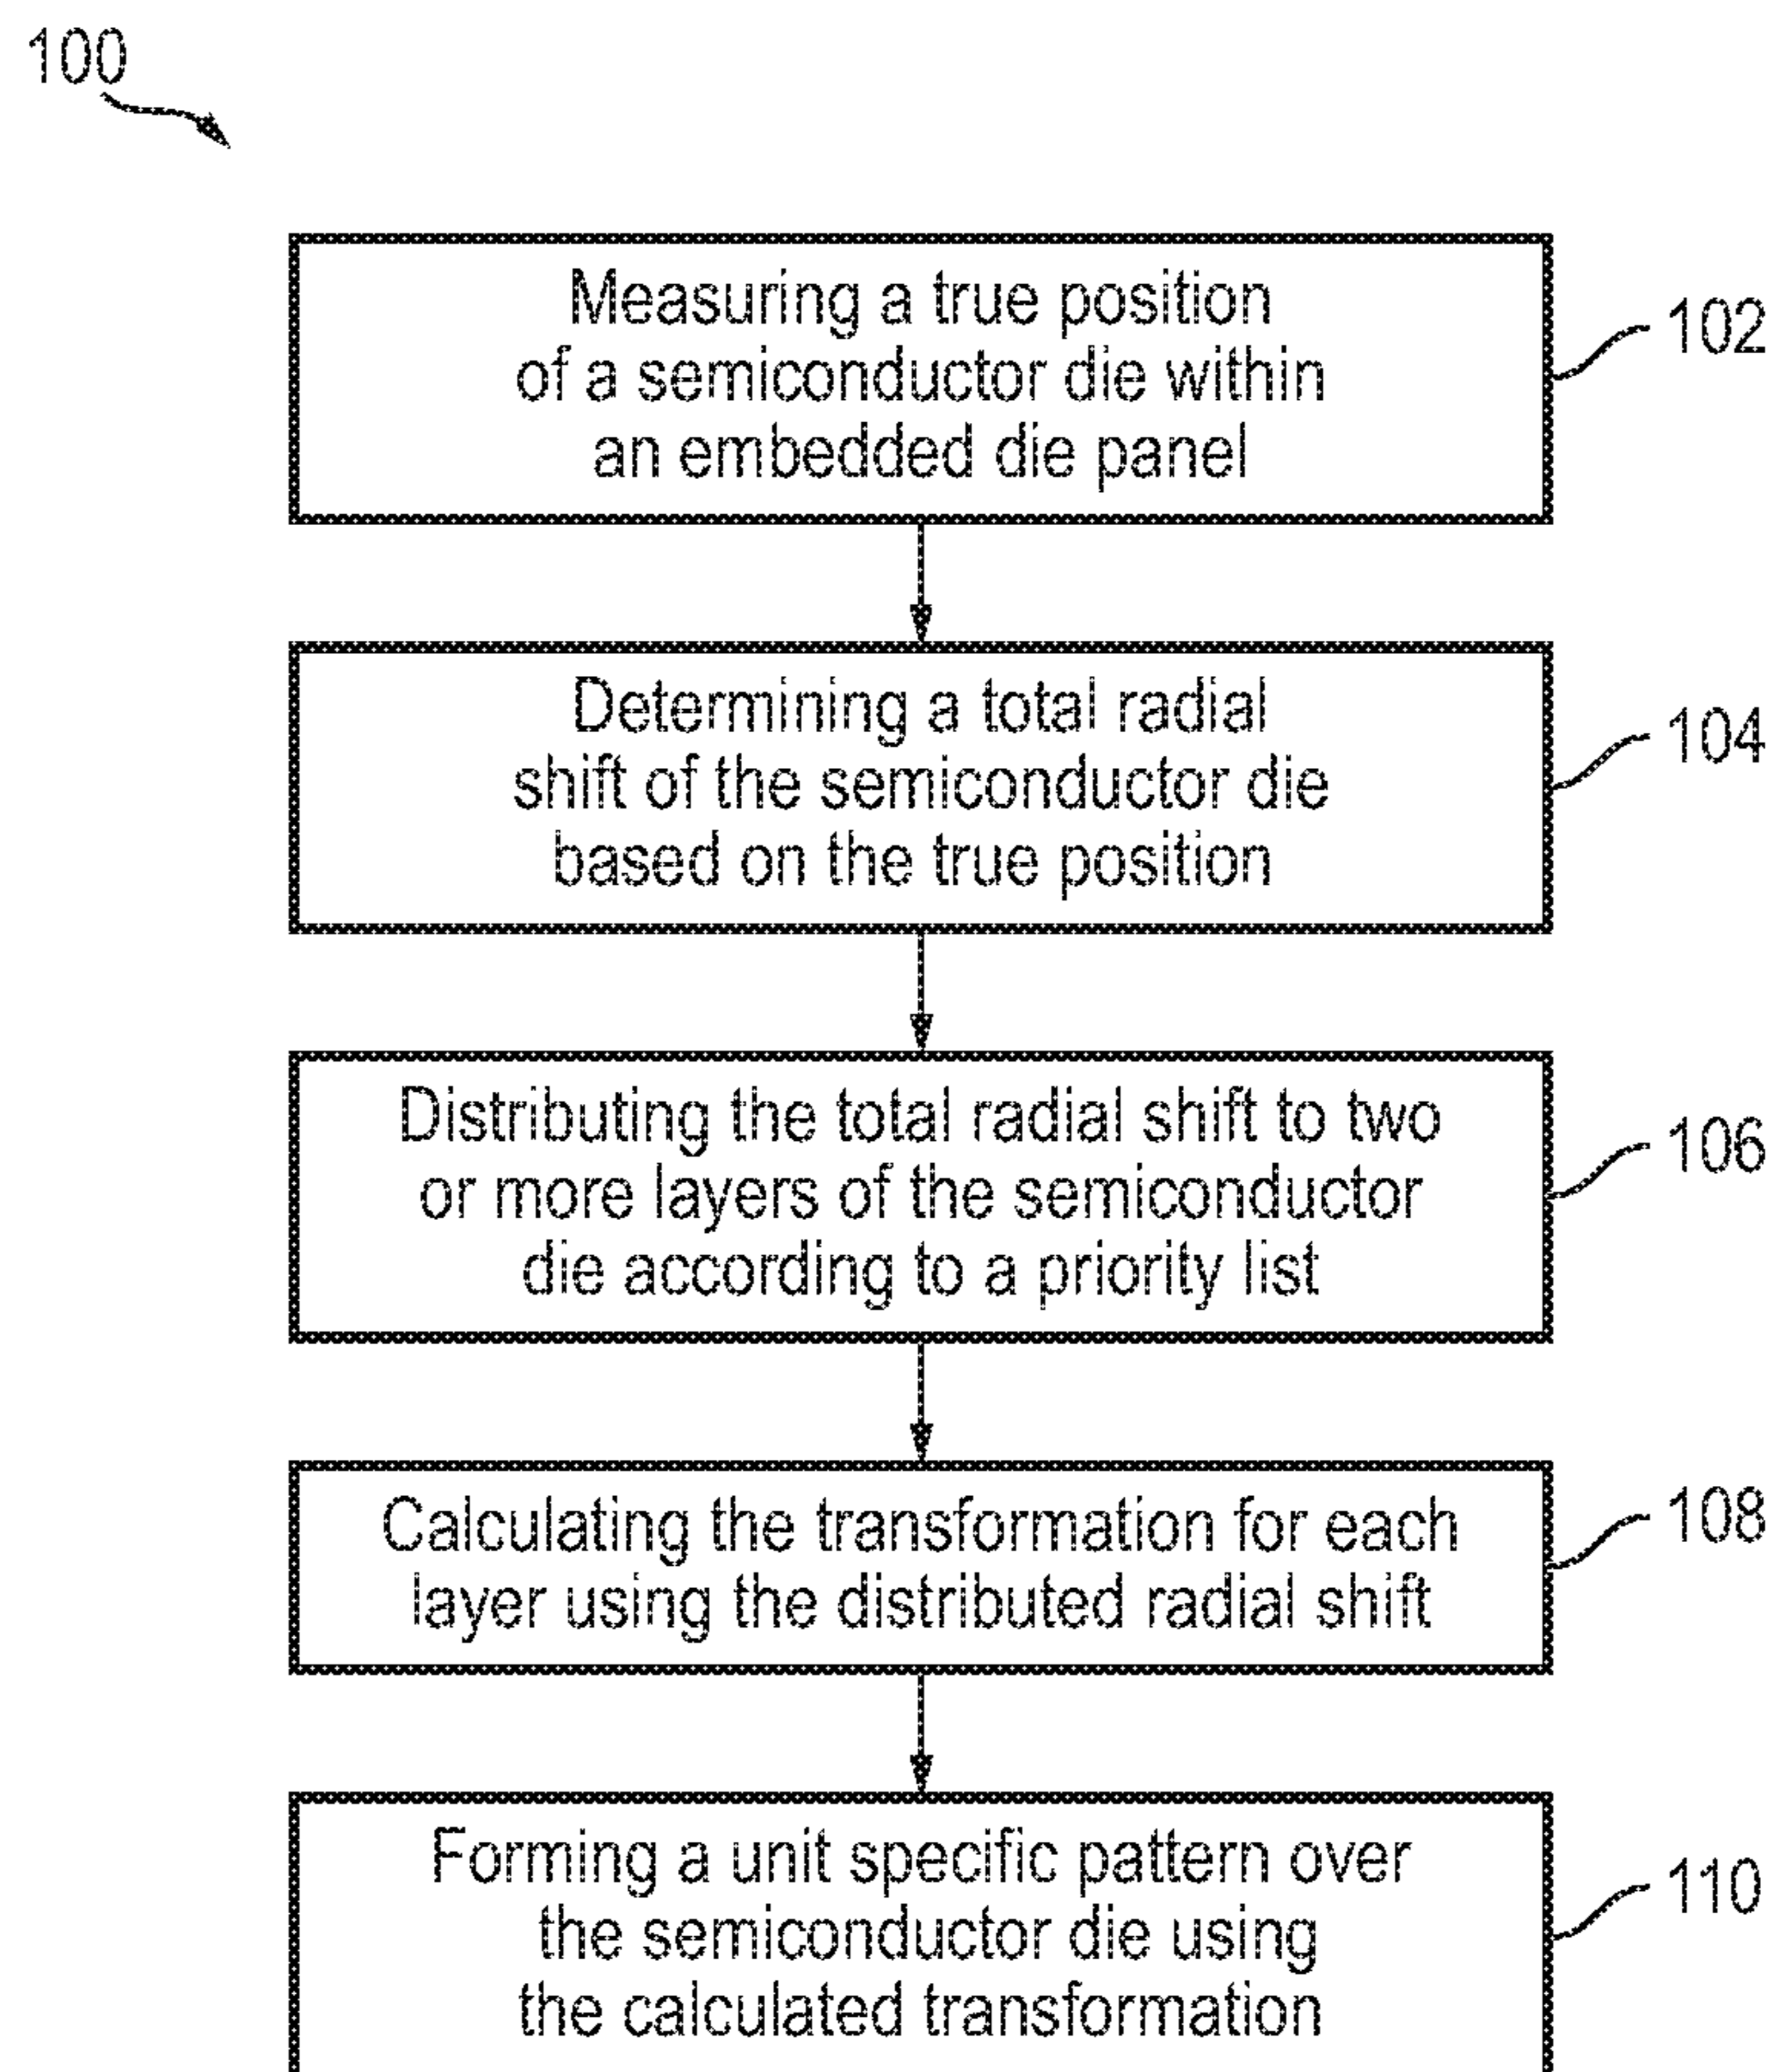 100
Measuring a true position
of a semiconductor die within
an embedded die panel
102
Determining a total radial
shift of the semiconductor die
based on the true position
104
Distributing the total radial shift to two
or more layers of the semiconductor
die according to a priority list
106
Calculating the transformation for each
layer using the distributed radial shift
108
Forming a unit specific pattern over
the semiconductor die using
the calculated transformation
110